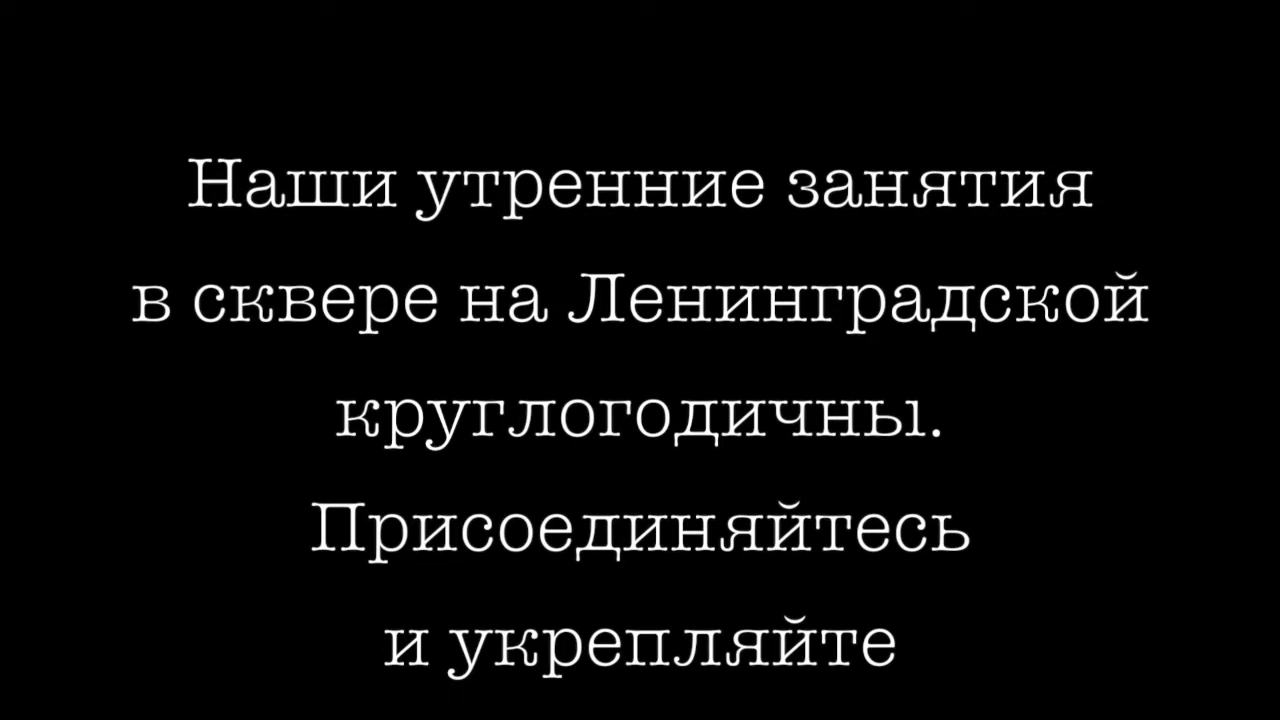 Наши утренние занятия
в сквере на Ленинградской
круглогодичны.
Присоединяйтесь
и укрепляйте